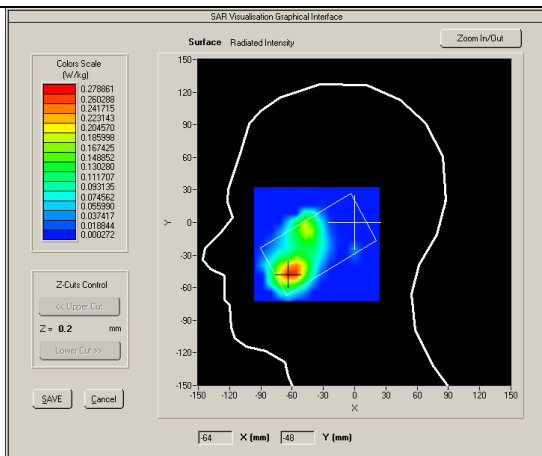 SAR Visualisation Graphical Interface
Surface Radiated Intensity
Zoom In/Out
Colors Scale
(W/kg)
0.278861
0.260288
0.241715
0.223143
0.204570
0.185998
0.167425
0.148852
0.130280
0.111707
0.093135
0.074562
0.055990
0.037417
0.018844
0.000272
Z-Cuts Control
<< Upper Cut
Z = 0.2 mm
Lower Cut >>
SAVE
Cancel
150
120
90
60
30
0
-30
-60
-90
-120
-150
Y
-150 -120 -90 -60 -30 0 30 60 90 120 150
X
-64 X (mm) -48 Y (mm)